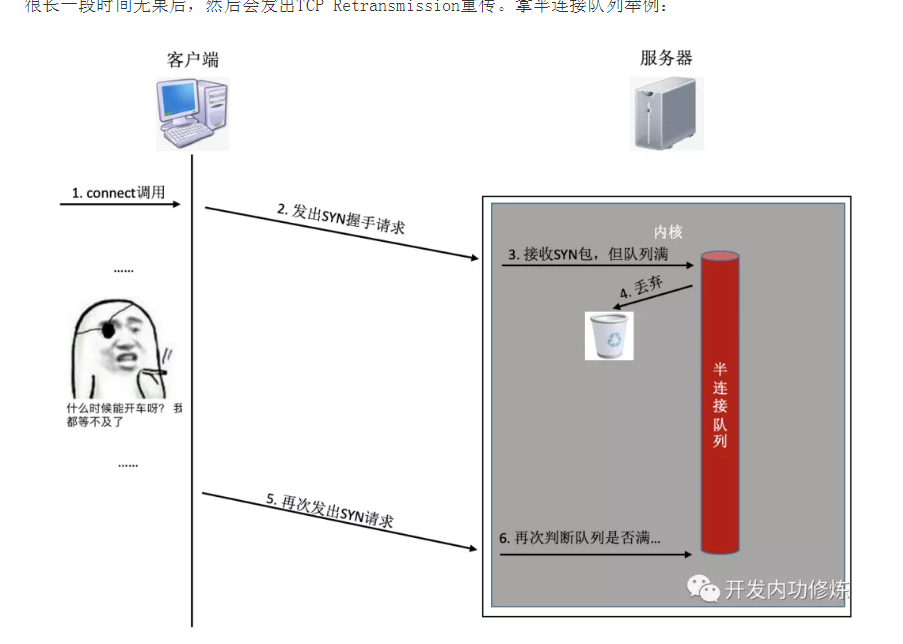 很长一段时间无果后，然后会发出TCP Retransmission重传。拿半连接队列举例：
客户端
服务器
1. connect调用
2. 发出SYN握手请求
内核
3. 接收SYN包，但队列满
4. 丢弃
......
什么时候能开车呀？ 我
都等不及了
半连接队列
......
5. 再次发出SYN请求
6. 再次判断队列是否满...
开发内功修炼